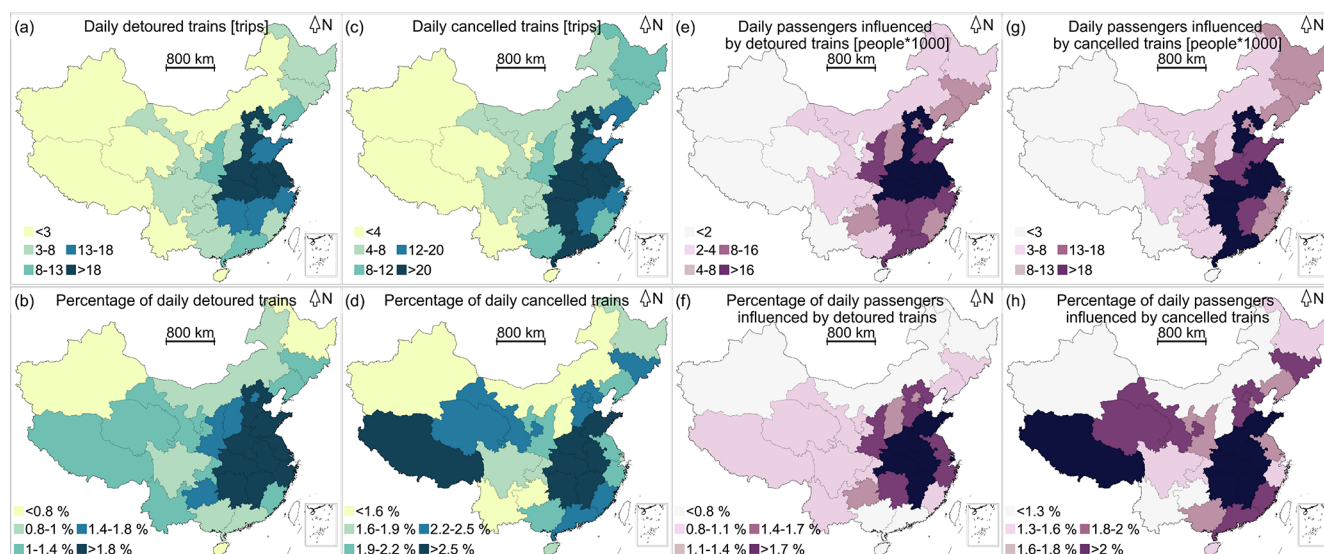 (a) Daily detoured trains [trips] N
800 km
<3
3-8 13-18
8-13 >18
(c) Daily cancelled trains [trips] N
800 km
<4
4-8 12-20
8-12 >20
(e) Daily passengers influenced N
by detoured trains [people*1000]
800 km
<2
2-4 8-16
4-8 >16
(g) Daily passengers influenced N
by cancelled trains [people*1000]
800 km
<3
3-8 13-18
8-13 >18
(b) Percentage of daily detoured trains N
800 km
<0.8 %
0.8-1 % 1.4-1.8 %
1-1.4 % >1.8 %
(d) Percentage of daily cancelled trains N
800 km
<1.6 %
1.6-1.9 % 2.2-2.5 %
1.9-2.2 % >2.5 %
(f) Percentage of daily passengers N
influenced by detoured trains
800 km
<0.8 %
0.8-1.1 % 1.4-1.7 %
1.1-1.4 % >1.7 %
(h) Percentage of daily passengers N
influenced by cancelled trains
800 km
<1.3 %
1.3-1.6 % 1.8-2 %
1.6-1.8 % >2 %